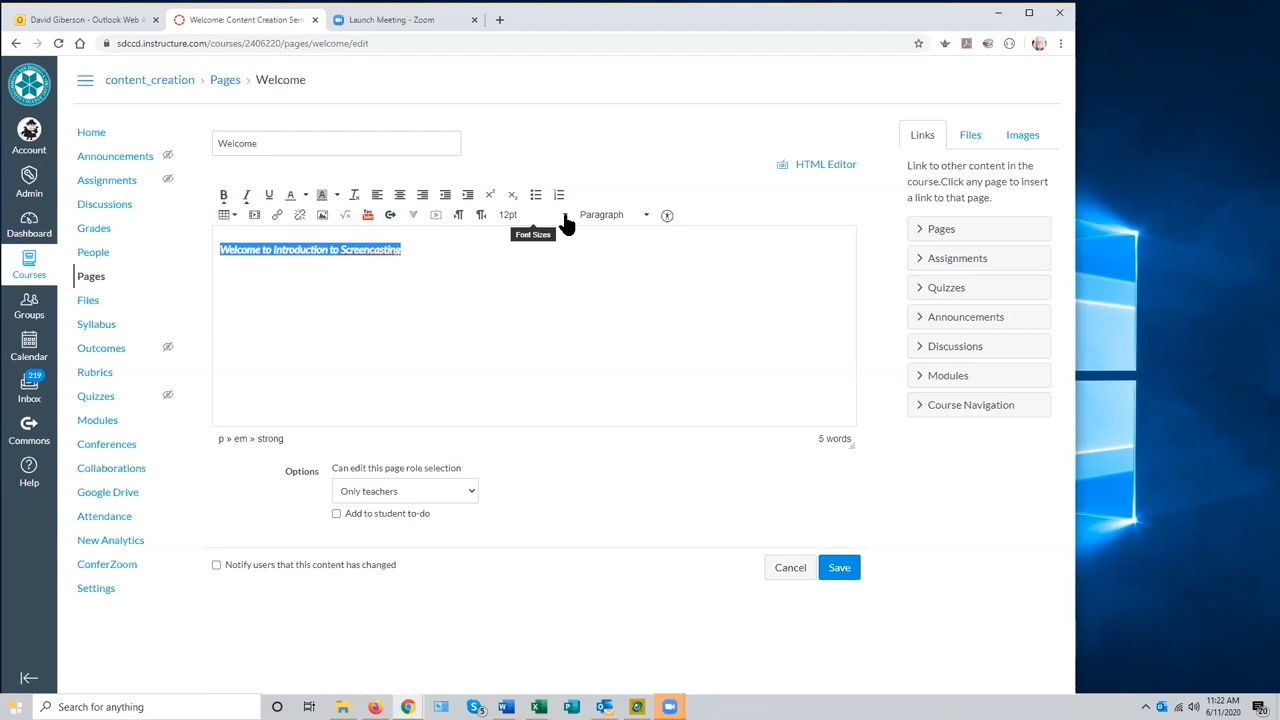 David Giberson - Outlook Web A
Welcome: Content Creation San
Launch Meeting - Zoom
sdccd.instructure.com/courses/2406220/pages/welcome/edit
content_creation > Pages > Welcome
Account
Admin
Dashboard
Courses
Groups
Calendar
219
Inbox
Commons
Help
Home
Announcements
Assignments
Discussions
Grades
People
Pages
Files
Syllabus
Outcomes
Rubrics
Quizzes
Modules
Conferences
Collaborations
Google Drive
Attendance
New Analytics
ConferZoom
Settings
Welcome
HTML Editor
B I U A A
12pt Paragraph
Font Sizes
Welcome to Introduction to Screencasting
p » em » strong 5 words
Options
Can edit this page role selection
Only teachers
Add to student to-do
Notify users that this content has changed
Cancel Save
Links Files Images
Link to other content in the
course.Click any page to insert
a link to that page.
Pages
Assignments
Quizzes
Announcements
Discussions
Modules
Course Navigation
Search for anything
5
11:22 AM
6/11/2020
20